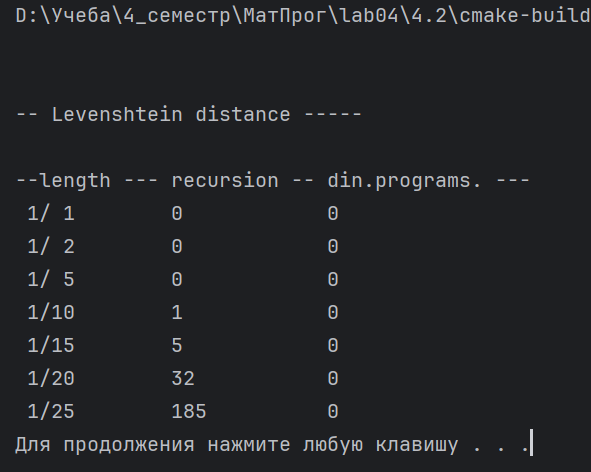 D:\Учеба\4_семестр\МатПрог\lab04\4.2\cmake-build
-- Levenshtein distance -----
--length --- recursion -- din.programs. ---
1/ 1 0 0
1/ 2 0 0
1/ 5 0 0
1/10 1 0
1/15 5 0
1/20 32 0
1/25 185 0
Для продолжения нажмите любую клавишу . . .